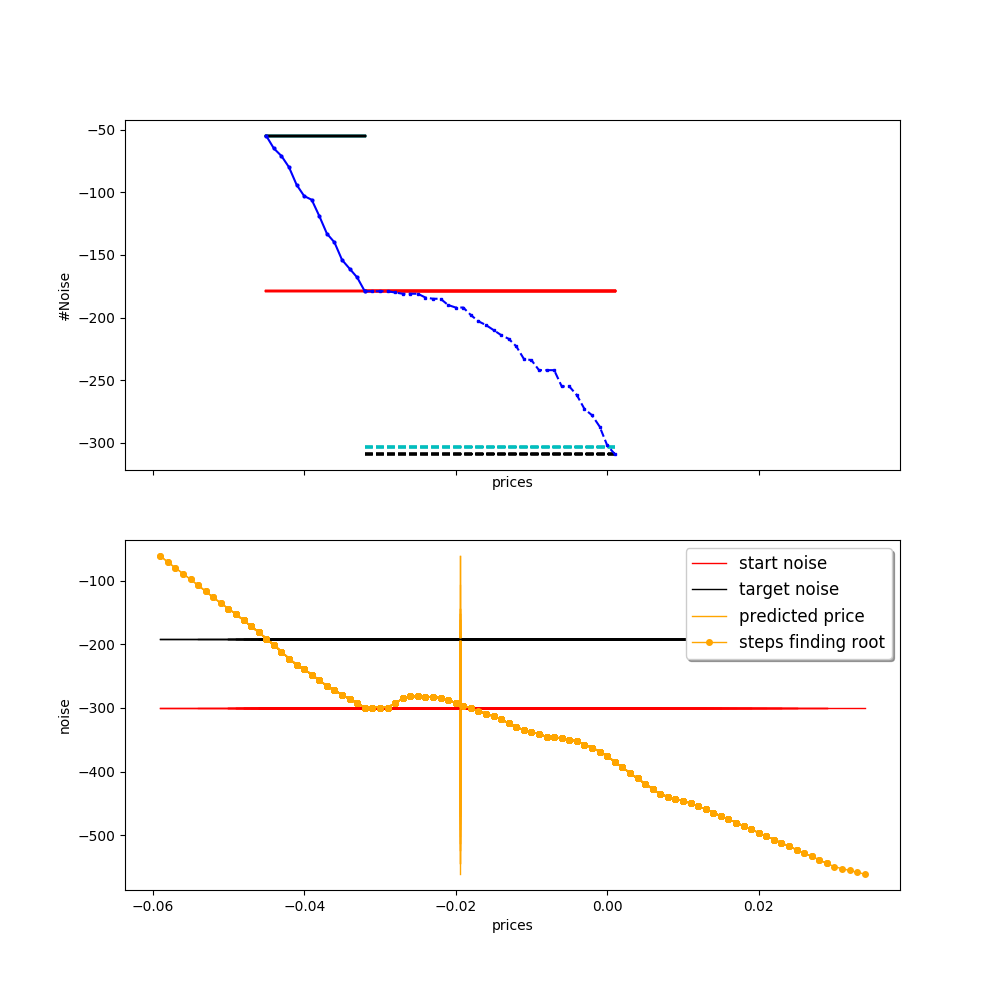 −50
−100
−150
−200
−250
−300
#Noise
prices
−100
−200
−300
−400
−500
noise
start noise
target noise
predicted price
steps finding root
−0.06
−0.04
−0.02
0.00
0.02
prices